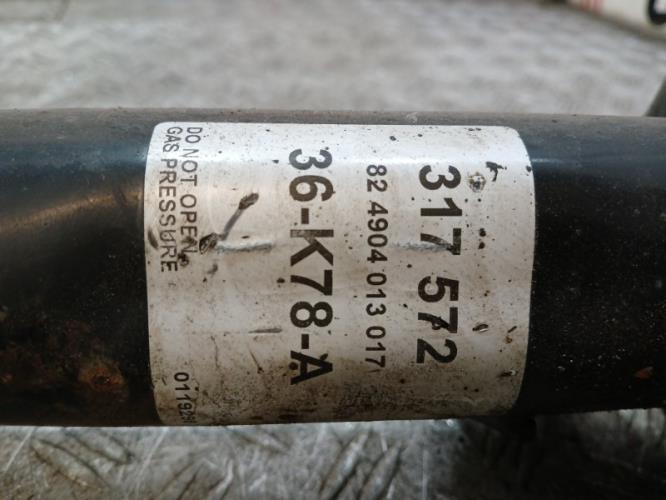 317 572
82 4904 013 017
36-K78-A
DO NOT OPEN
GAS PRESSURE